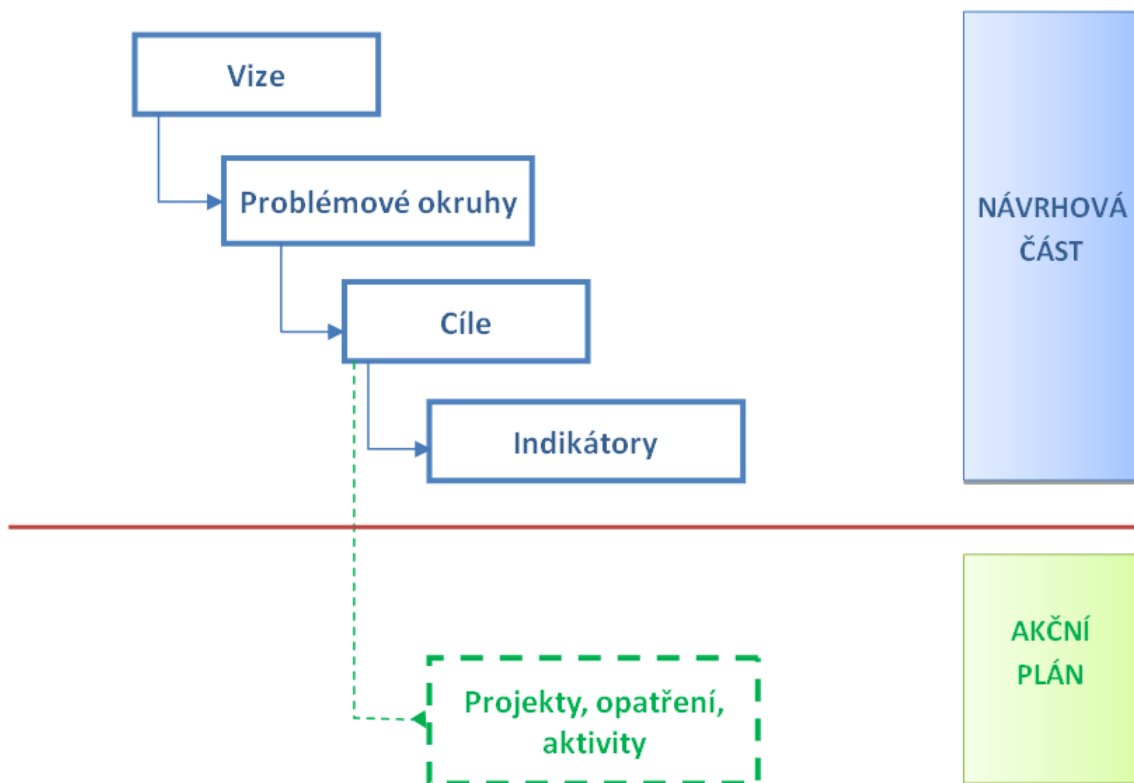 Vize
Problémové okruhy
NÁVRHOVÁ
ČÁST
Cíle
Indikátory
AKČNÍ
PLÁN
Projekty, opatření,
aktivity